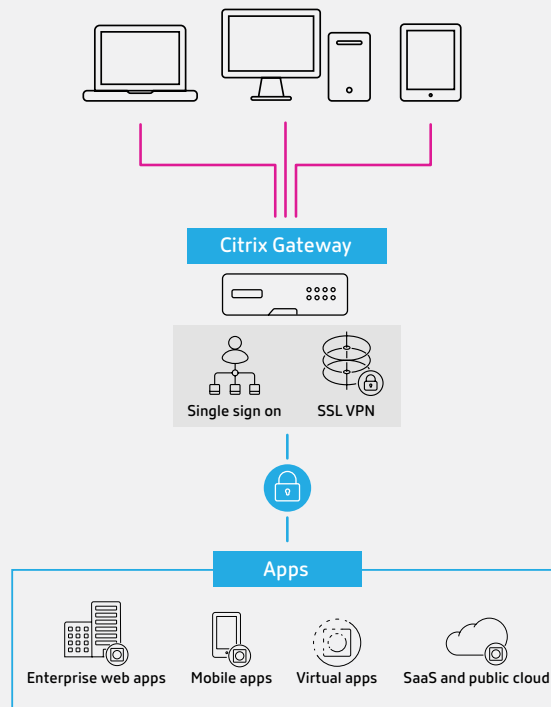 Citrix Gateway
Single sign on
SSL VPN
Apps
Enterprise web apps
Mobile apps
Virtual apps
SaaS and public cloud